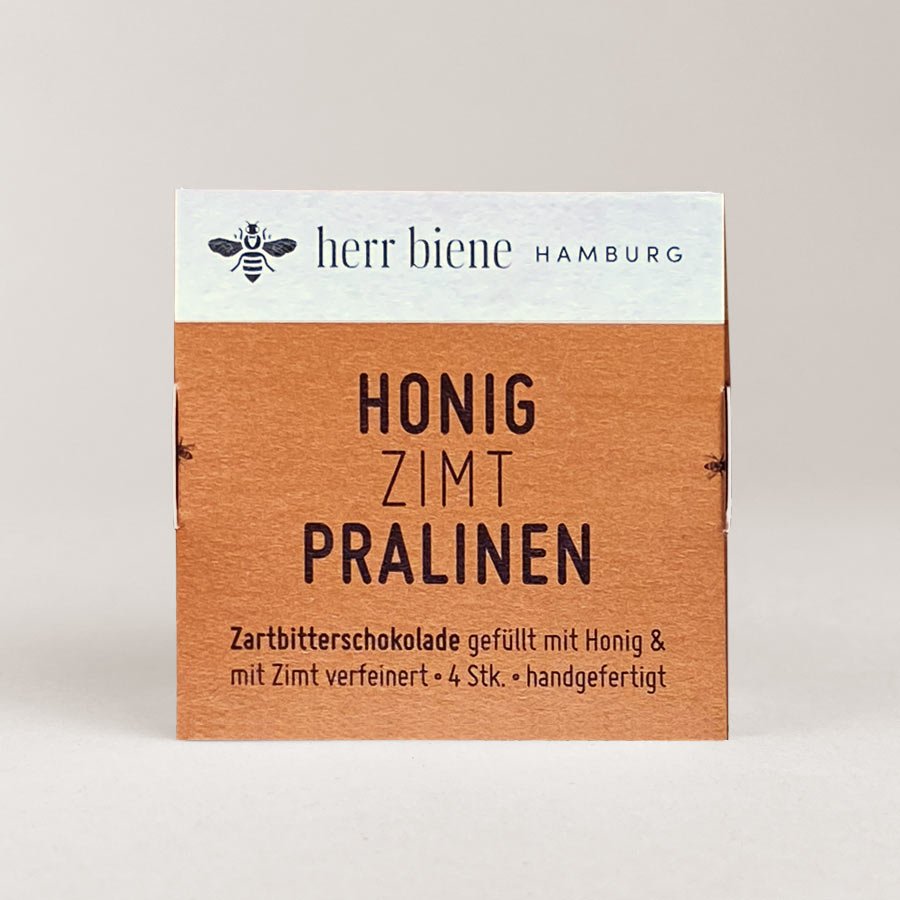 herr biene HAMBURG
HONIG
ZIMT
PRALINEN
Zartbitterschokolade gefüllt mit Honig &
mit Zimt verfeinert • 4 Stk. • handgefertigt